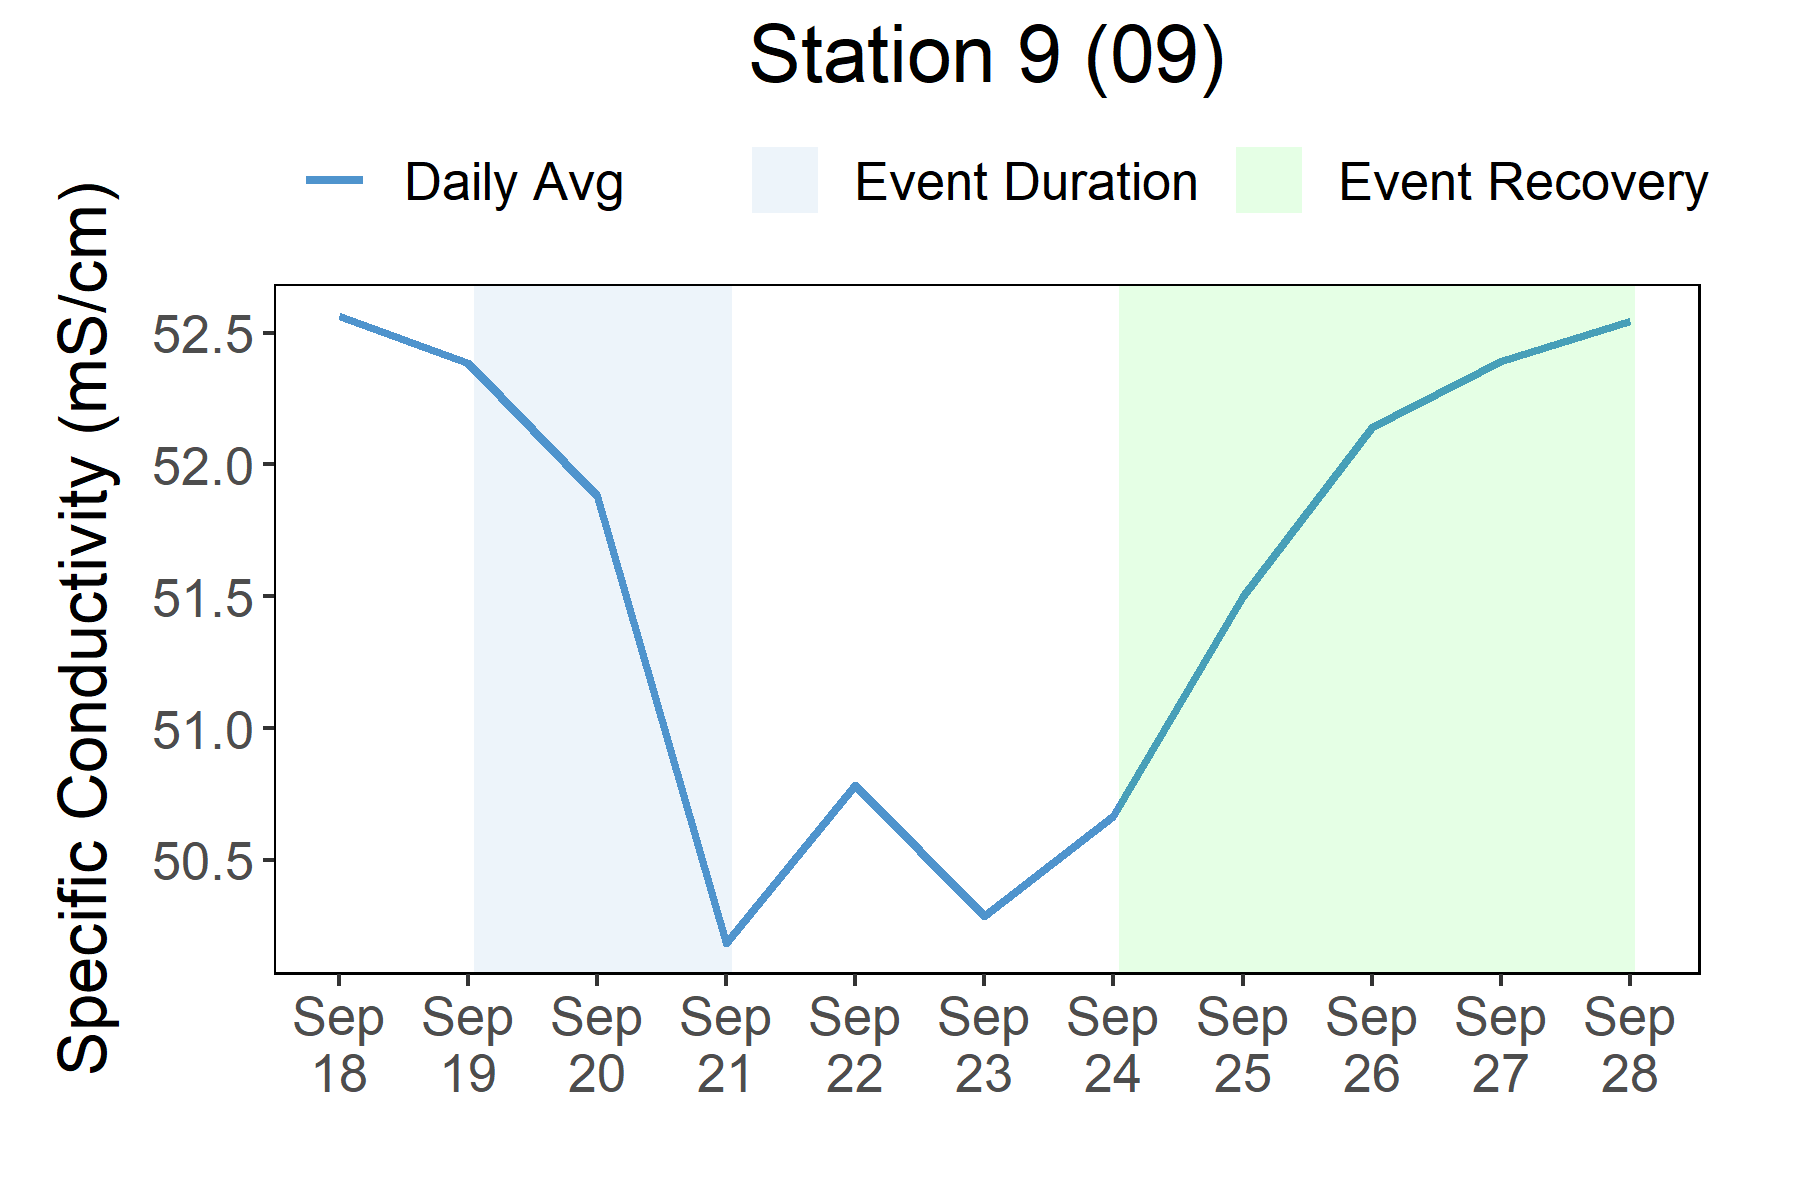 Station 9 (09)
Daily Avg Event Duration Event Recovery
Specific Conductivity (mS/cm)
52.5
52.0
51.5
51.0
50.5
Sep Sep Sep Sep Sep Sep Sep Sep Sep Sep Sep
18 19 20 21 22 23 24 25 26 27 28